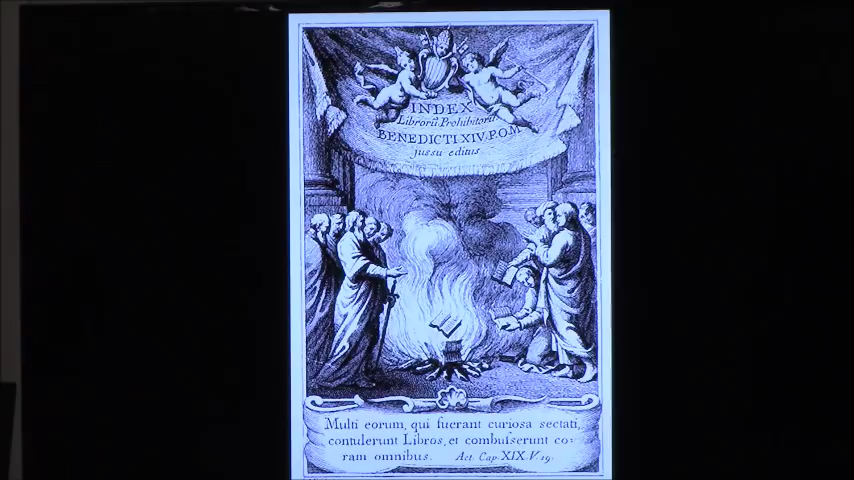 INDEX
Librorū Prohibitorū
BENEDICTI XIV. P.O.M
jussu editus
Multi eorum, qui fuerant curiosa sectati,
contulerunt Libros, et combusserunt co-
ram omnibus. Act. Cap. XIX. V. 19.